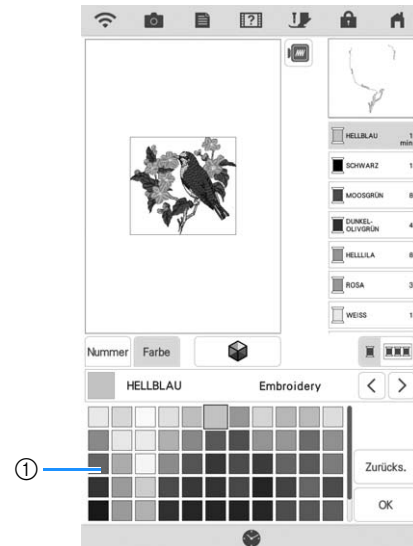 ?
HELLBLAU 1
min
SCHWARZ 1
MOOSGRÜN 8
DUNKEL-
OLIVGRÜN 4
HELLLILA 6
ROSA 3
WEISS 1
Nummer Farbe
HELLBLAU Embroidery < >
①
Zurücks.
OK